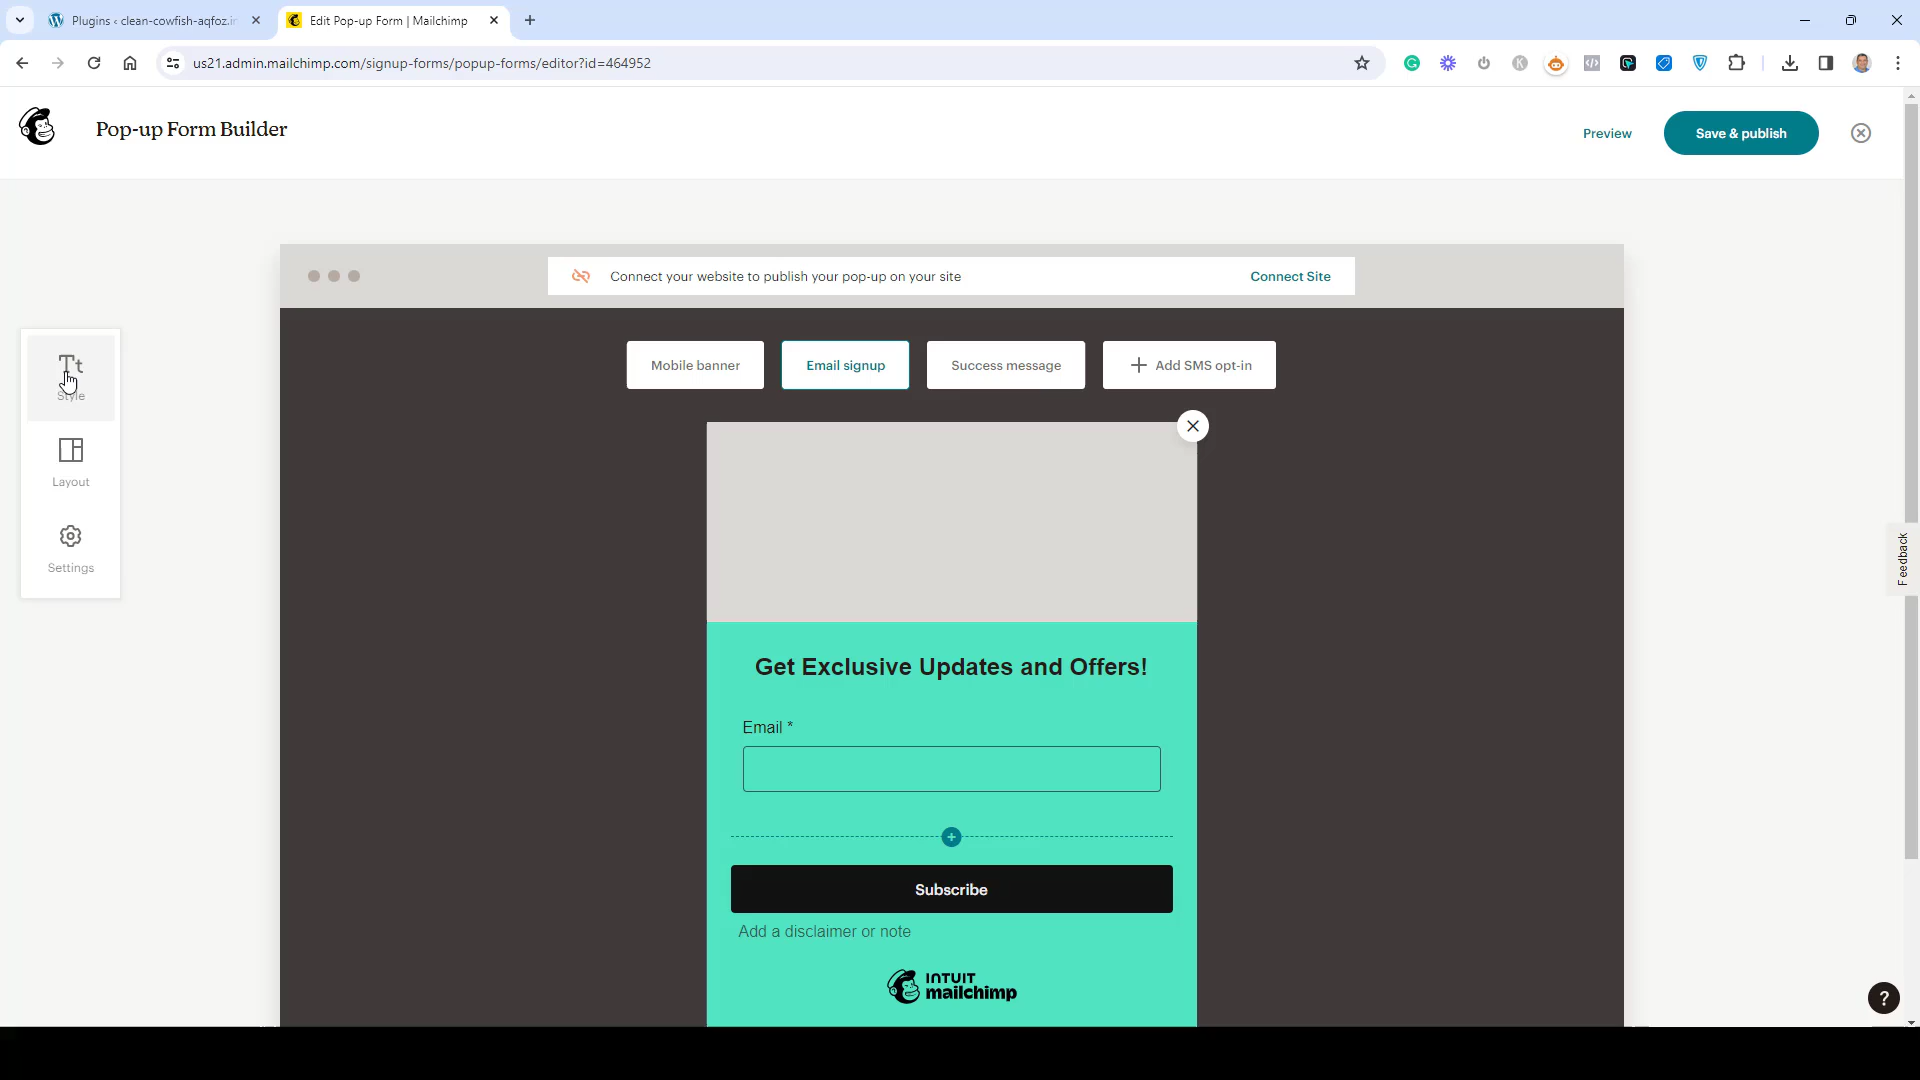 Plugins ‹ clean-cowfish-aqfoz.in
Edit Pop-up Form | Mailchimp
us21.admin.mailchimp.com/signup-forms/popup-forms/editor?id=464952
Pop-up Form Builder
Preview
Save & publish
Connect your website to publish your pop-up on your site
Connect Site
Tt
Style
Layout
Settings
Mobile banner
Email signup
Success message
Add SMS opt-in
Get Exclusive Updates and Offers!
Email *
Subscribe
Add a disclaimer or note
INTUIT
mailchimp
Feedback
?